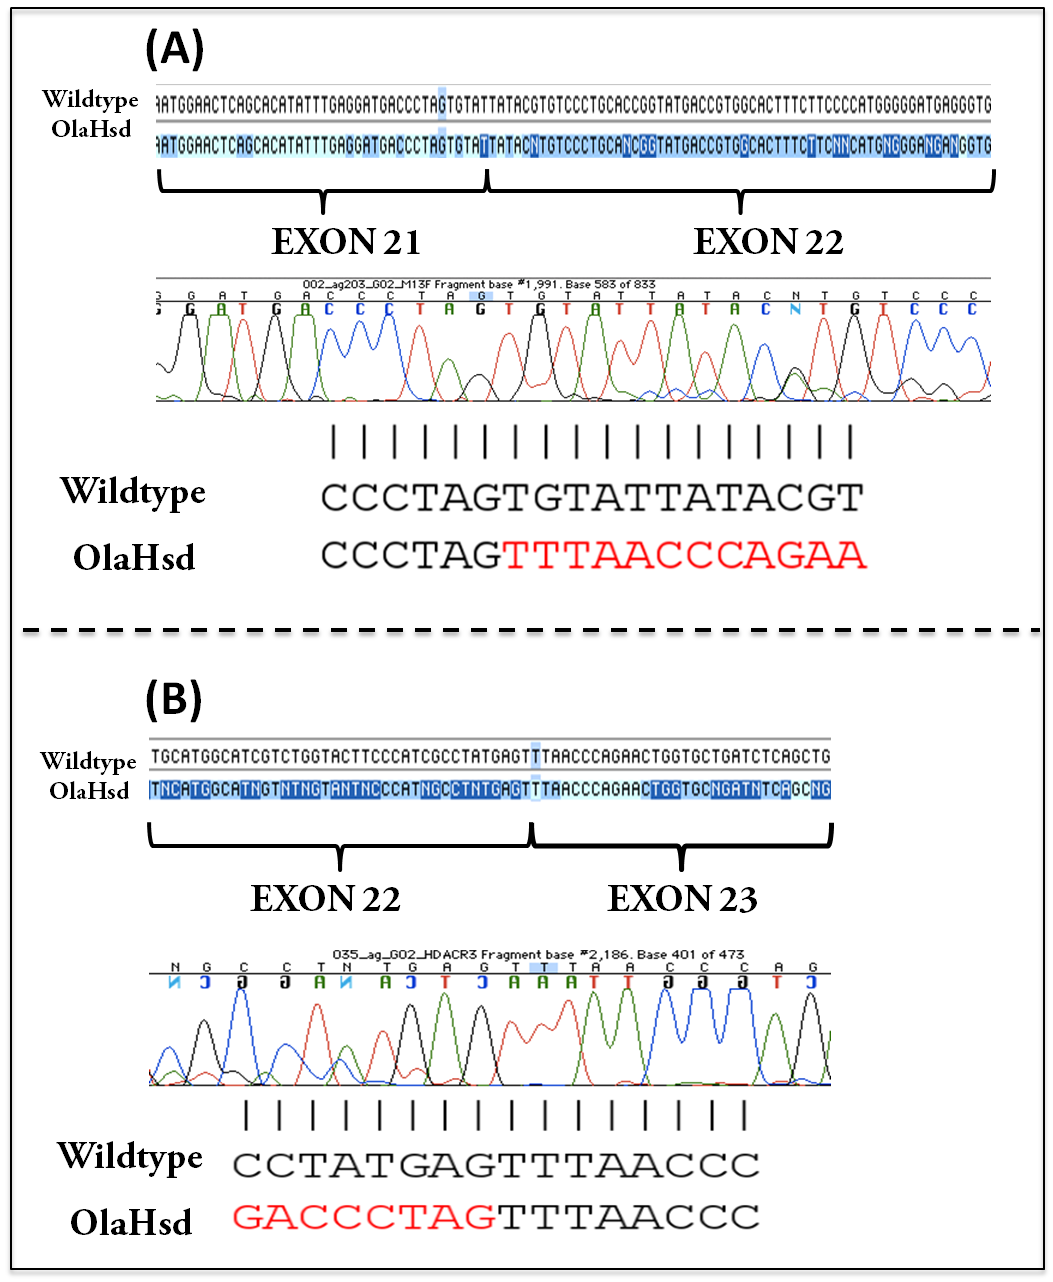 (A)
Wildtype
AATGGAACTCAGCACATATTTGAGGATGACCCTAGTGTATTATACGTGTCCCTGCACCGGTATGACCGTGGCACTTTCTTCCCCATGGGGGATGAGGGTG
OlaHsd
AATGGAACTCAGCACATATTTGAGGATGACCCTAGTGTATTATACNTGTCCCTGCANCGGTATGACCGTGGCACTTTCTTCNNCATGNGGGANGANGGTG
EXON 21
EXON 22
002_ag203_G02_M13F Fragment base #1,991. Base 583 of 833
G G A T G A C C C T A G T G T A T T A T A C N T G T C C C
G G A T G A C C C T A G T G T A T T A T A C N T G T C C C
Wildtype CCCTAGTGTATTATACGT
OlaHsd CCCTAGTTTAACCCAGAA
(B)
Wildtype
TGCATGGCATCGTCTGGTACTTCCCATCGCCTATGAGTTTAACCCAGAACTGGTGCTGATCTCAGCTG
OlaHsd
TNCATGGCATNGTNTNGTANTNCCCATNGCCTNTGAGTTTAACCCAGAACTGGTGCNGATNTCAGCNG
EXON 22
EXON 23
035_ag_G02_HDACR3 Fragment base #2,186. Base 401 of 473
N G C C T N T G A G T T T A A C C C A G
N C G G A N A C T C A A A T T G G G T C
Wildtype CCTATGAGTTTAACCC
OlaHsd GACCCTAGTTTAACCC